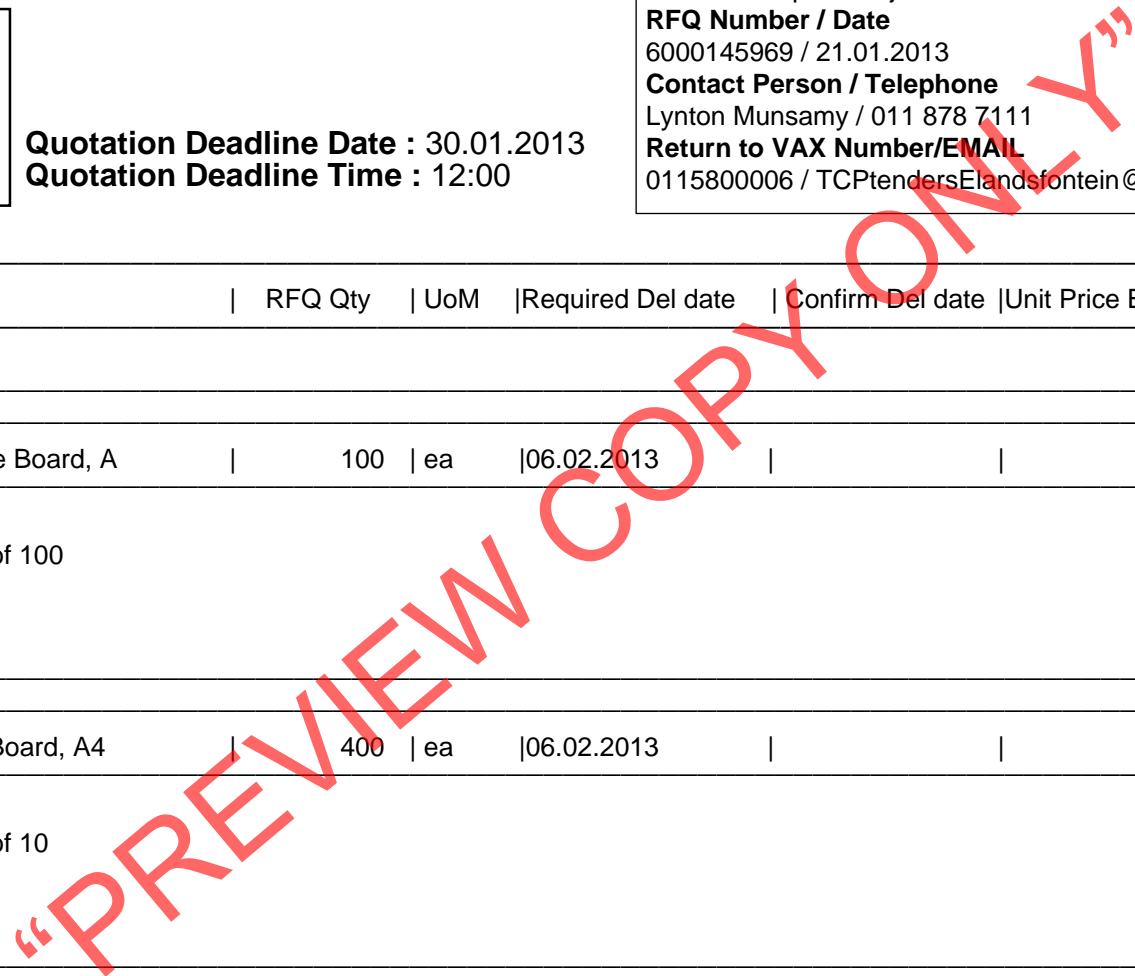 RFQ Number / Date
6000145969 / 21.01.2013
Contact Person / Telephone
Lynton Munsamy / 011 878 7111
Return to VAX Number/EMAIL
0115800006 / TCPtendersElandsfontein@
Quotation Deadline Date : 30.01.2013
Quotation Deadline Time : 12:00
| RFQ Qty | UoM |Required Del date | Confirm Del date |Unit Price
Board, A | 100 | ea |06.02.2013 | |
of 100
Board, A4 | 400 | ea |06.02.2013 | |
of 10
“PREVIEW COPY ONLY”